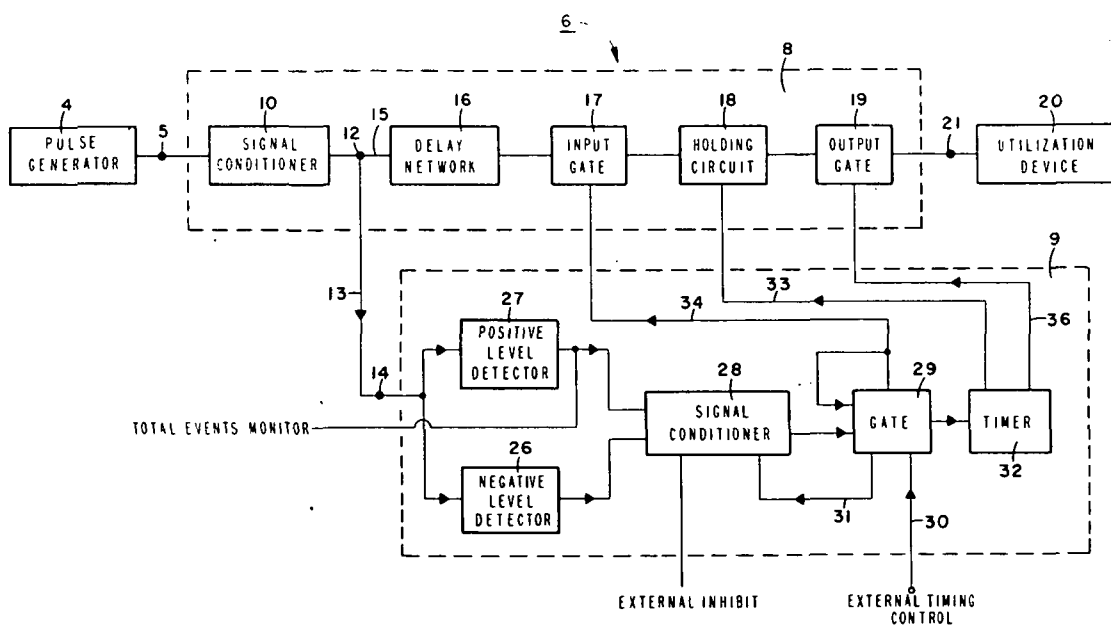 6
8
4
5
10
12
15
16
17
18
19
21
20
PULSE
GENERATOR
SIGNAL
CONDITIONER
DELAY
NETWORK
INPUT
GATE
HOLDING
CIRCUIT
OUTPUT
GATE
UTILIZATION
DEVICE
9
13
27
34
33
36
POSITIVE
LEVEL
DETECTOR
14
28
29
SIGNAL
CONDITIONER
GATE
TIMER
TOTAL EVENTS MONITOR
26
32
NEGATIVE
LEVEL
DETECTOR
31
30
EXTERNAL INHIBIT
EXTERNAL TIMING
CONTROL